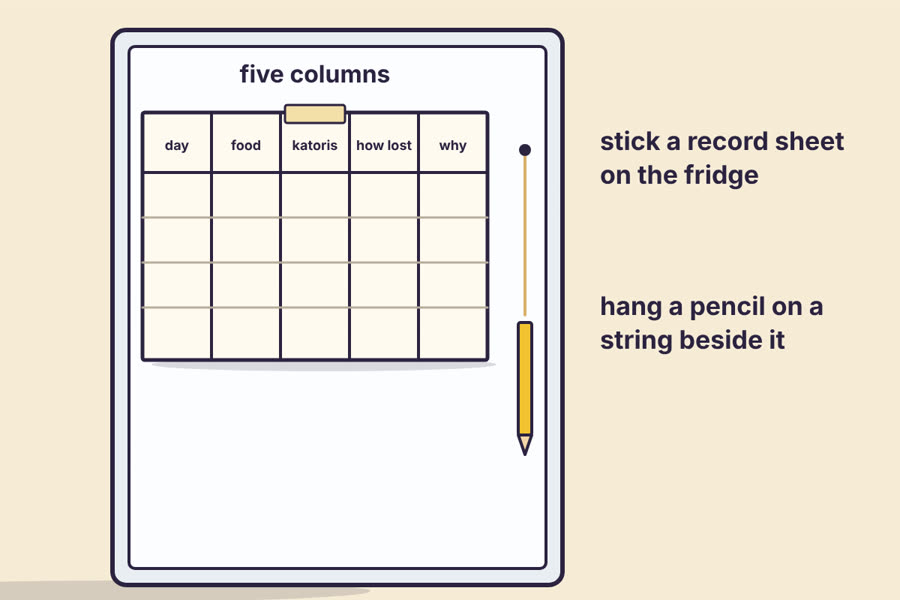 five columns
day food katoris how lost why
stick a record sheet
on the fridge
hang a pencil on a
string beside it